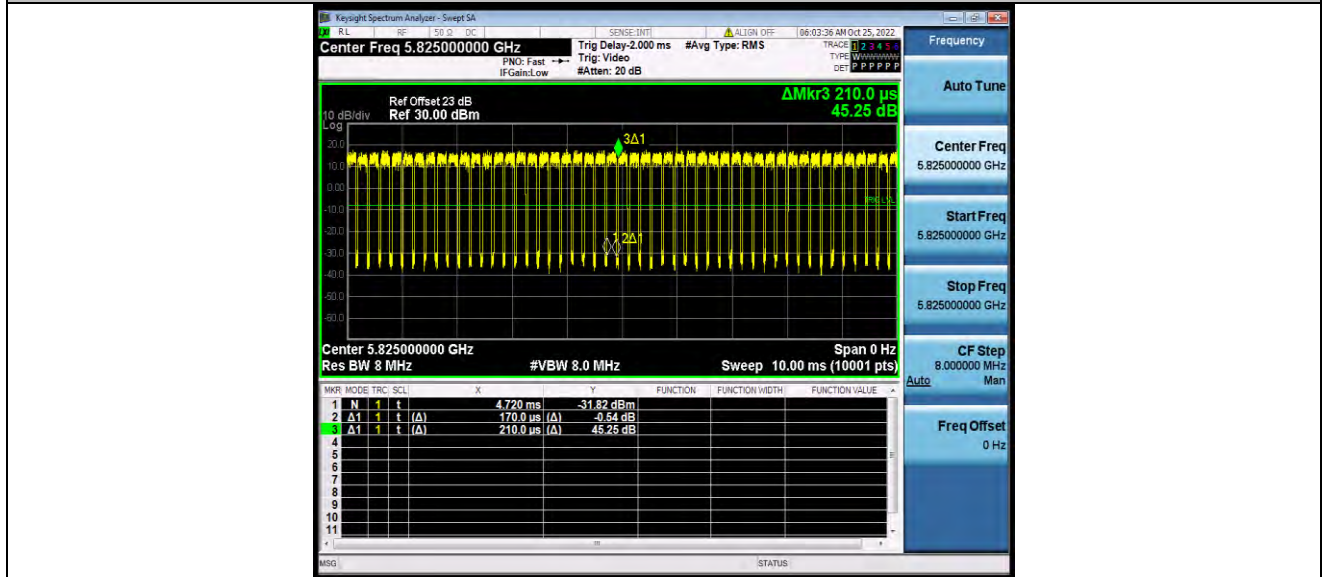 Keysight Spectrum Analyzer - Swept SA
RL RF 50 Ω DC SENSE:INT ALIGN OFF 06:03:36 AM Oct 25, 2022
Center Freq 5.825000000 GHz
PNO: Fast
IFGain:Low
Trig Delay-2.000 ms
Trig: Video
#Atten: 20 dB
#Avg Type: RMS
TRACE 1 2 3 4 5 6
TYPE WWWWWW
DET P P P P P P
ΔMkr3 210.0 µs
45.25 dB
Ref Offset 23 dB
10 dB/div Ref 30.00 dBm
Log
20.0
10.0
0.00
-10.0
-20.0
-30.0
-40.0
-50.0
-60.0
3Δ1
TRIG LVL
1 2Δ1
Center 5.825000000 GHz Span 0 Hz
Res BW 8 MHz #VBW 8.0 MHz Sweep 10.00 ms (10001 pts)
MKR MODE TRC SCL X Y FUNCTION FUNCTION WIDTH FUNCTION VALUE
1 N 1 t 4.720 ms -31.82 dBm
2 Δ1 1 t (Δ) 170.0 µs (Δ) -0.54 dB
3 Δ1 1 t (Δ) 210.0 µs (Δ) 45.25 dB
4
5
6
7
8
9
10
11
MSG STATUS
Frequency
Auto Tune
Center Freq
5.825000000 GHz
Start Freq
5.825000000 GHz
Stop Freq
5.825000000 GHz
CF Step
8.000000 MHz
Auto Man
Freq Offset
0 Hz